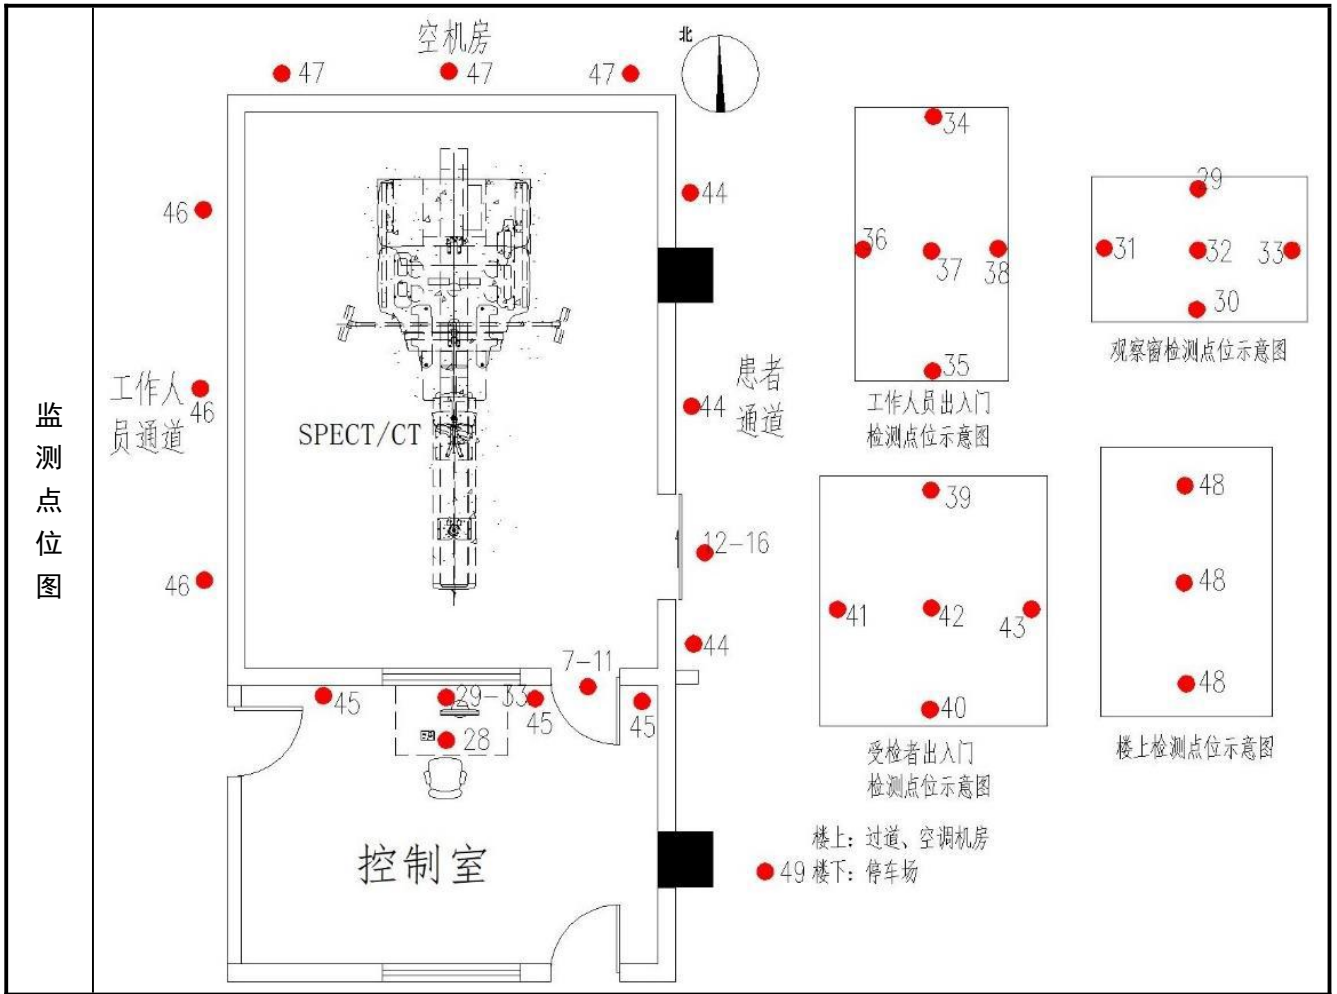 监测点位图
空机房
北
47
47
47
34
44
29
46
36
37
38
31
32
33
30
观察窗检测点位示意图
35
工作人员出入门
检测点位示意图
工作人
员通道
46
SPECT/CT
44
患者
通道
39
48
12-16
41
42
43
48
46
44
7-11
45
29-33
45
45
40
48
28
受检者出入门
检测点位示意图
楼上检测点位示意图
控制室
楼上：过道、空调机房
49 楼下：停车场